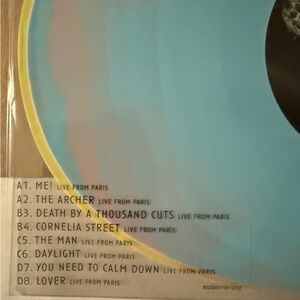 A1. ME! LIVE FROM PARIS
A2. THE ARCHER LIVE FROM PARIS
B3. DEATH BY A THOUSAND CUTS LIVE FROM PARIS
B4. CORNELIA STREET LIVE FROM PARIS
C5. THE MAN LIVE FROM PARIS
C6. DAYLIGHT LIVE FROM PARIS
D7. YOU NEED TO CALM DOWN LIVE FROM PARIS
D8. LOVER LIVE FROM PARIS